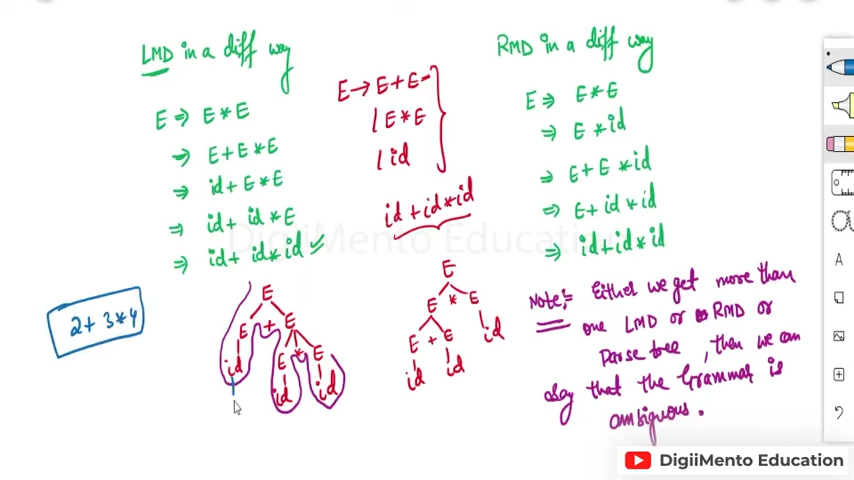 LMD in a diff way
E ⇒ E * E
⇒ E + E * E
⇒ id + E * E
⇒ id + id * E
⇒ id + id * id ✓
E → E + E
| E * E
| id
id + id * id
RMD in a diff way
E ⇒ E * E
⇒ E * id
⇒ E + E * id
⇒ E + id * id
⇒ id + id * id
DigiiMento Education
2 + 3 * 4
E
E + E
id E * E
id id
E
E * E
E + E id
id id
Note:- Either we get more than
one LMD or RMD or
Parse tree, then we can
say that the Grammar is
ambiguous.
A
DigiiMento Education